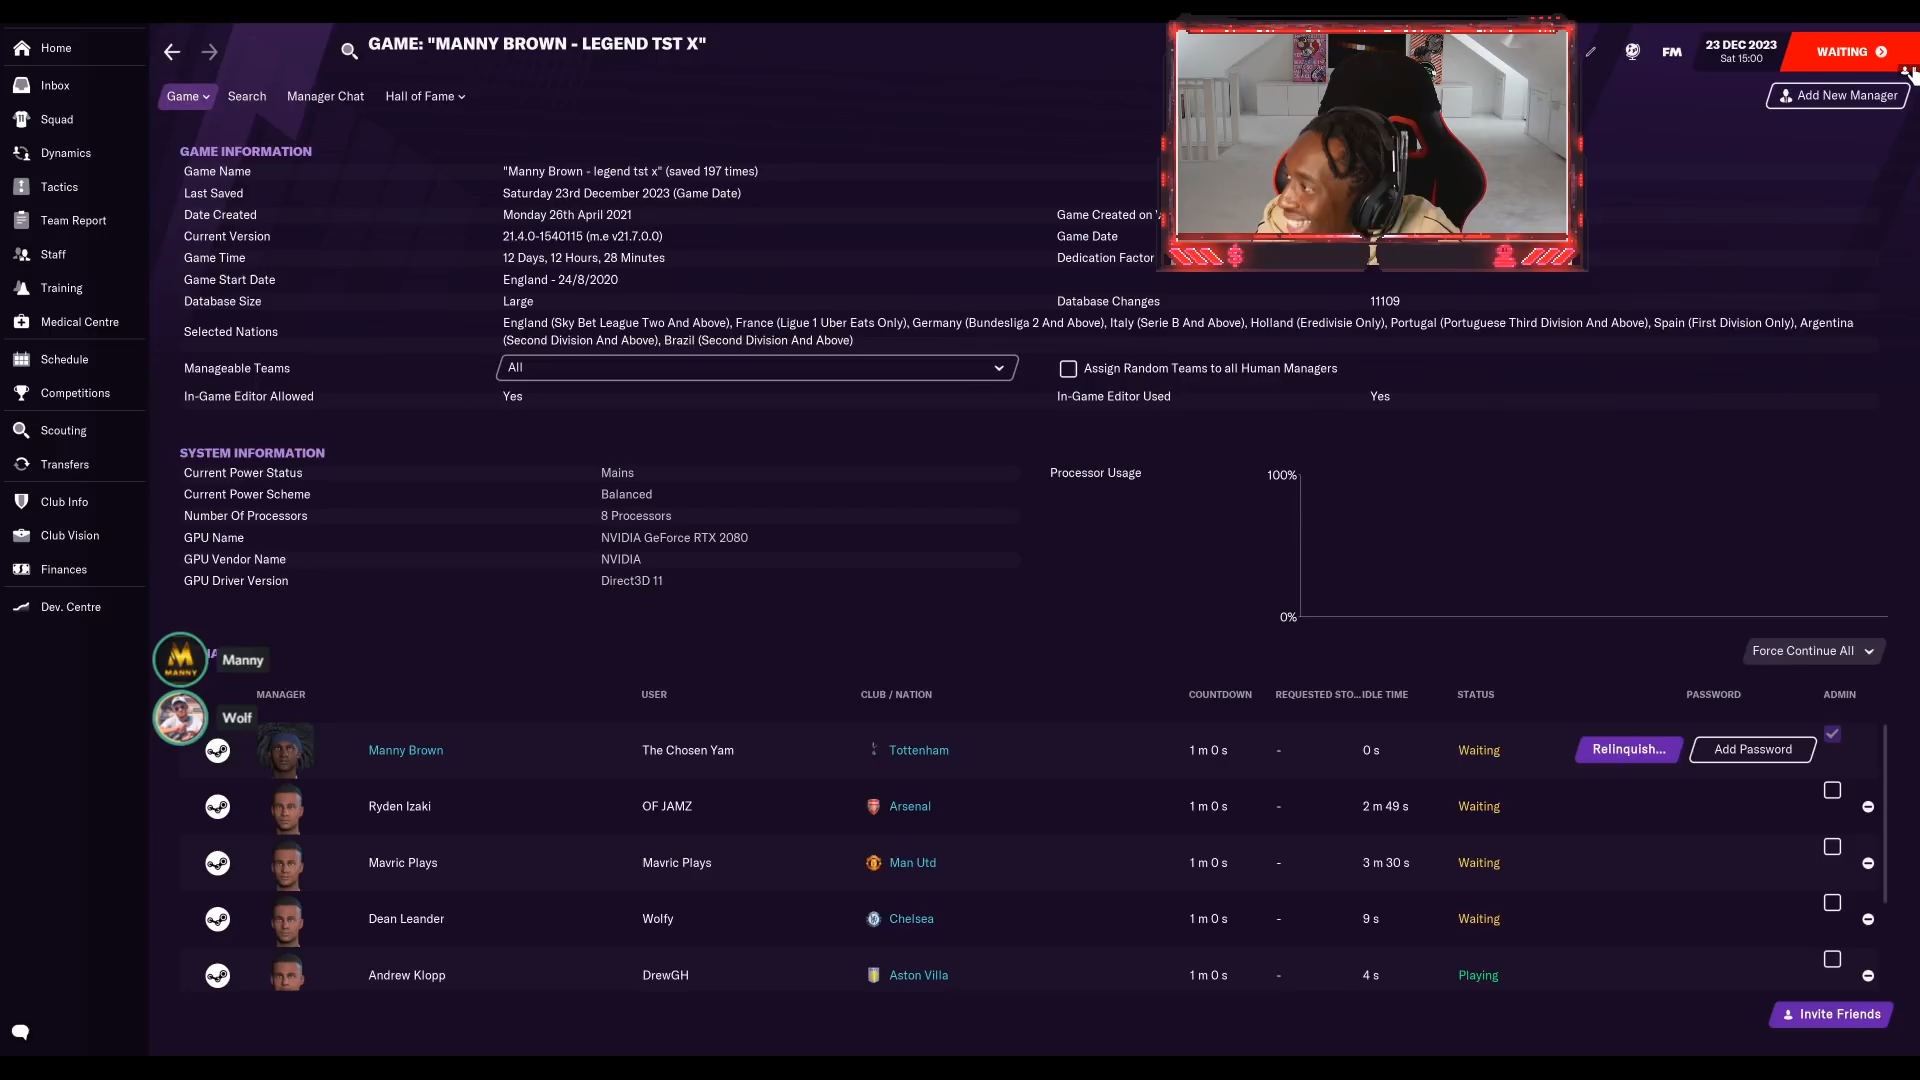 Home
GAME: "MANNY BROWN - LEGEND TST X"
FM
23 DEC 2023
Sat 15:00
WAITING
Inbox
Game
Search
Manager Chat
Hall of Fame
Add New Manager
Squad
Dynamics
Tactics
Team Report
Staff
Training
Medical Centre
Schedule
Competitions
Scouting
Transfers
Club Info
Club Vision
Finances
Dev. Centre
GAME INFORMATION
Game Name "Manny Brown - legend tst x" (saved 197 times)
Last Saved Saturday 23rd December 2023 (Game Date)
Date Created Monday 26th April 2021 Game Created on
Current Version 21.4.0-1540115 (m.e v21.7.0.0) Game Date
Game Time 12 Days, 12 Hours, 28 Minutes Dedication Factor
Game Start Date England - 24/8/2020
Database Size Large Database Changes 11109
Selected Nations England (Sky Bet League Two And Above), France (Ligue 1 Uber Eats Only), Germany (Bundesliga 2 And Above), Italy (Serie B And Above), Holland (Eredivisie Only), Portugal (Portuguese Third Division And Above), Spain (First Division Only), Argentina
(Second Division And Above), Brazil (Second Division And Above)
Manageable Teams All Assign Random Teams to all Human Managers
In-Game Editor Allowed Yes In-Game Editor Used Yes
SYSTEM INFORMATION
Current Power Status Mains Processor Usage 100%
Current Power Scheme Balanced
Number Of Processors 8 Processors
GPU Name NVIDIA GeForce RTX 2080
GPU Vendor Name NVIDIA
GPU Driver Version Direct3D 11
0%
MANNY
Manny
Force Continue All
MANAGER USER CLUB / NATION COUNTDOWN REQUESTED STO... IDLE TIME STATUS PASSWORD ADMIN
Wolf
Manny Brown The Chosen Yam Tottenham 1 m 0 s - 0 s Waiting Relinquish... Add Password
Ryden Izaki OF JAMZ Arsenal 1 m 0 s - 2 m 49 s Waiting
Mavric Plays Mavric Plays Man Utd 1 m 0 s - 3 m 30 s Waiting
Dean Leander Wolfy Chelsea 1 m 0 s - 9 s Waiting
Andrew Klopp DrewGH Aston Villa 1 m 0 s - 4 s Playing
Invite Friends